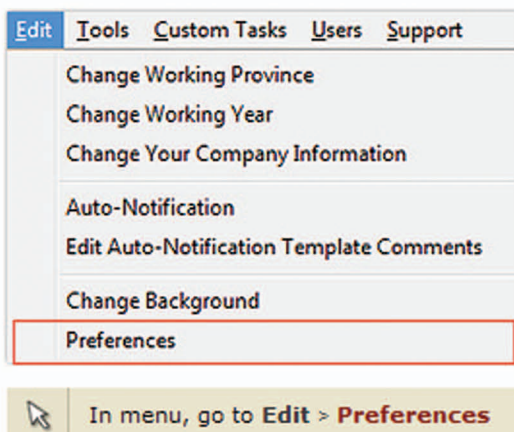 Edit Tools Custom Tasks Users Support
Change Working Province
Change Working Year
Change Your Company Information
Auto-Notification
Edit Auto-Notification Template Comments
Change Background
Preferences
In menu, go to Edit > Preferences